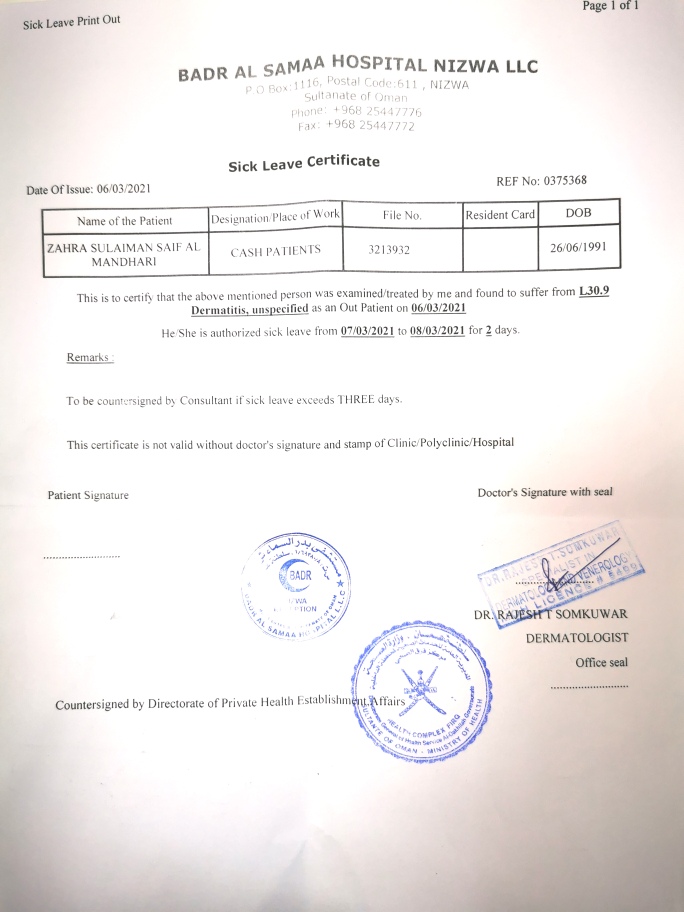 Sick Leave Print Out
Page 1 of 1
BADR AL SAMAA HOSPITAL NIZWA LLC
P.O Box:1116, Postal Code:611 , NIZWA
Sultanate of Oman
Phone: +968 25447776
Fax: +968 25447772
Sick Leave Certificate
Date Of Issue: 06/03/2021
REF No: 0375368
Name of the Patient Designation/Place of Work File No. Resident Card DOB
ZAHRA SULAIMAN SAIF AL MANDHARI CASH PATIENTS 3213932 26/06/1991
This is to certify that the above mentioned person was examined/treated by me and found to suffer from L30.9
Dermatitis, unspecified as an Out Patient on 06/03/2021
He/She is authorized sick leave from 07/03/2021 to 08/03/2021 for 2 days.
Remarks :
To be countersigned by Consultant if sick leave exceeds THREE days.
This certificate is not valid without doctor's signature and stamp of Clinic/Polyclinic/Hospital
Patient Signature
Doctor's Signature with seal
مستشفى بدر السماء
BADR
BADR AL SAMAA HOSPITAL L.L.C
DR. RAJESH T. SOMKUWAR
SPECIALIST IN
DERMATOLOGY AND VENEROLOGY
DR. RAJESH T SOMKUWAR
DERMATOLOGIST
Office seal
Countersigned by Directorate of Private Health Establishment Affairs
HEALTH COMPLEX FIRQ
SULTANATE OF OMAN - MINISTRY OF HEALTH